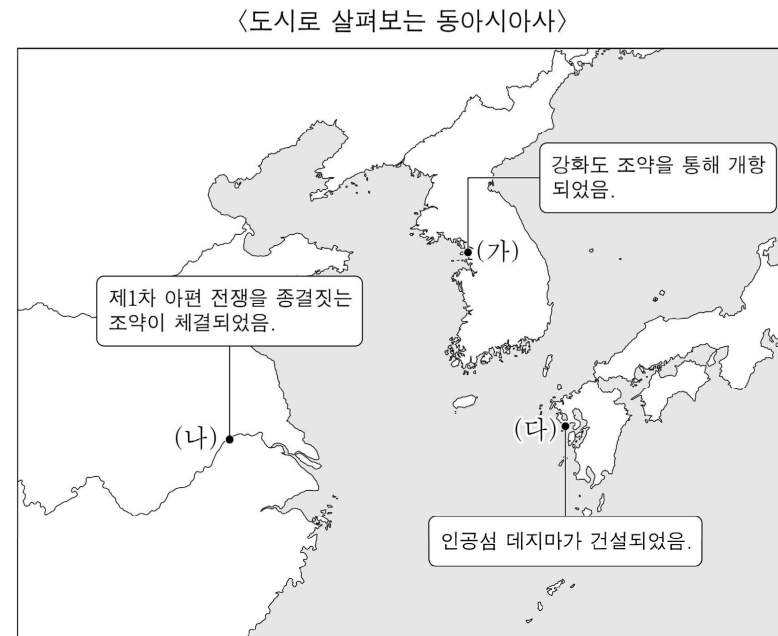 〈도시로 살펴보는 동아시아사〉
강화도 조약을 통해 개항
되었음.
(가)
제1차 아편 전쟁을 종결짓는
조약이 체결되었음.
(나)
(다)
인공섬 데지마가 건설되었음.